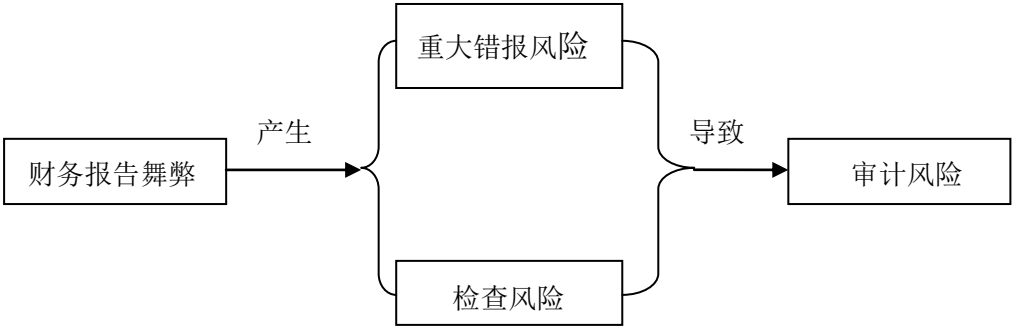 重大错报风险
产生
导致
财务报告舞弊
审计风险
检查风险